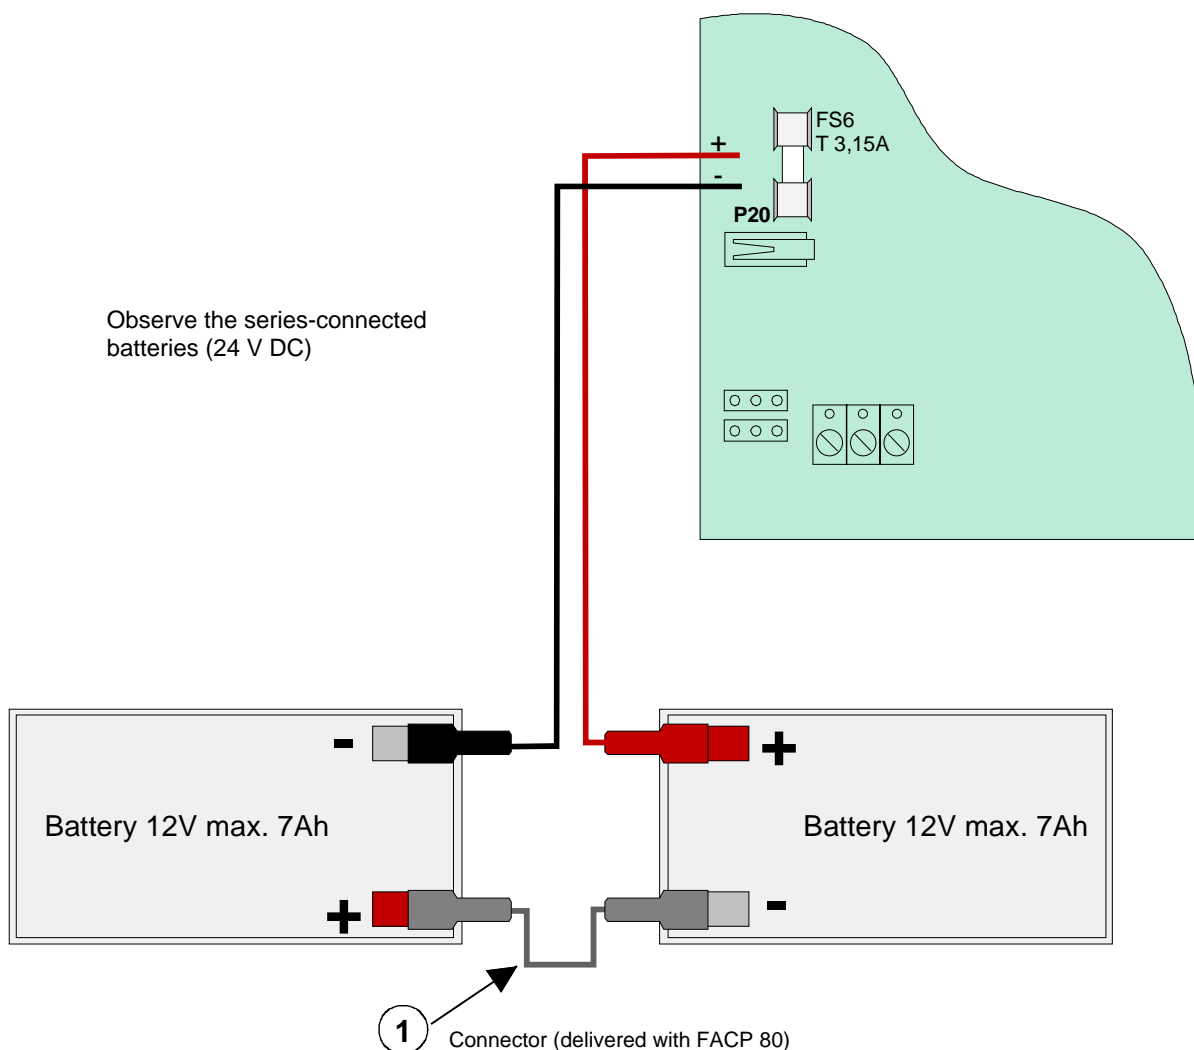 FS6
T 3,15A
+
-
P20
Observe the series-connected
batteries (24 V DC)
-
+
Battery 12V max. 7Ah
Battery 12V max. 7Ah
+
-
1
Connector (delivered with FACP 80)